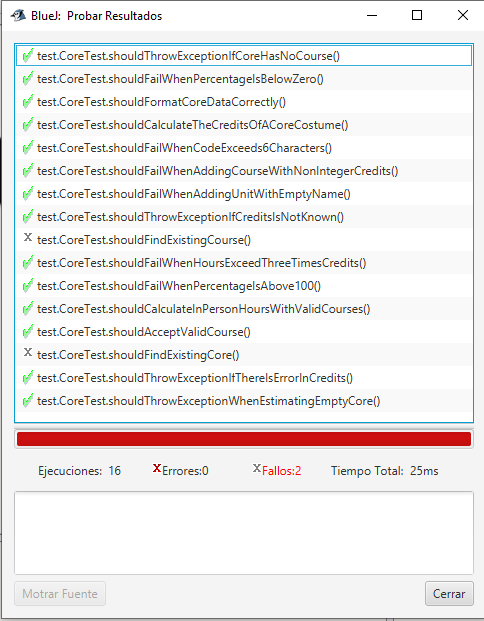 BlueJ: Probar Resultados
test.CoreTest.shouldThrowExceptionIfCoreHasNoCourse()
test.CoreTest.shouldFailWhenPercentageIsBelowZero()
test.CoreTest.shouldFormatCoreDataCorrectly()
test.CoreTest.shouldCalculateTheCreditsOfACoreCostume()
test.CoreTest.shouldFailWhenCodeExceeds6Characters()
test.CoreTest.shouldFailWhenAddingCourseWithNonIntegerCredits()
test.CoreTest.shouldFailWhenAddingUnitWithEmptyName()
test.CoreTest.shouldThrowExceptionIfCreditsIsNotKnown()
x test.CoreTest.shouldFindExistingCourse()
test.CoreTest.shouldFailWhenHoursExceedThreeTimesCredits()
test.CoreTest.shouldFailWhenPercentageIsAbove100()
test.CoreTest.shouldCalculateInPersonHoursWithValidCourses()
test.CoreTest.shouldAcceptValidCourse()
x test.CoreTest.shouldFindExistingCore()
test.CoreTest.shouldThrowExceptionIfThereIsErrorInCredits()
test.CoreTest.shouldThrowExceptionWhenEstimatingEmptyCore()
Ejecuciones: 16 xErrores:0 xFallos:2 Tiempo Total: 25ms
Motrar Fuente Cerrar